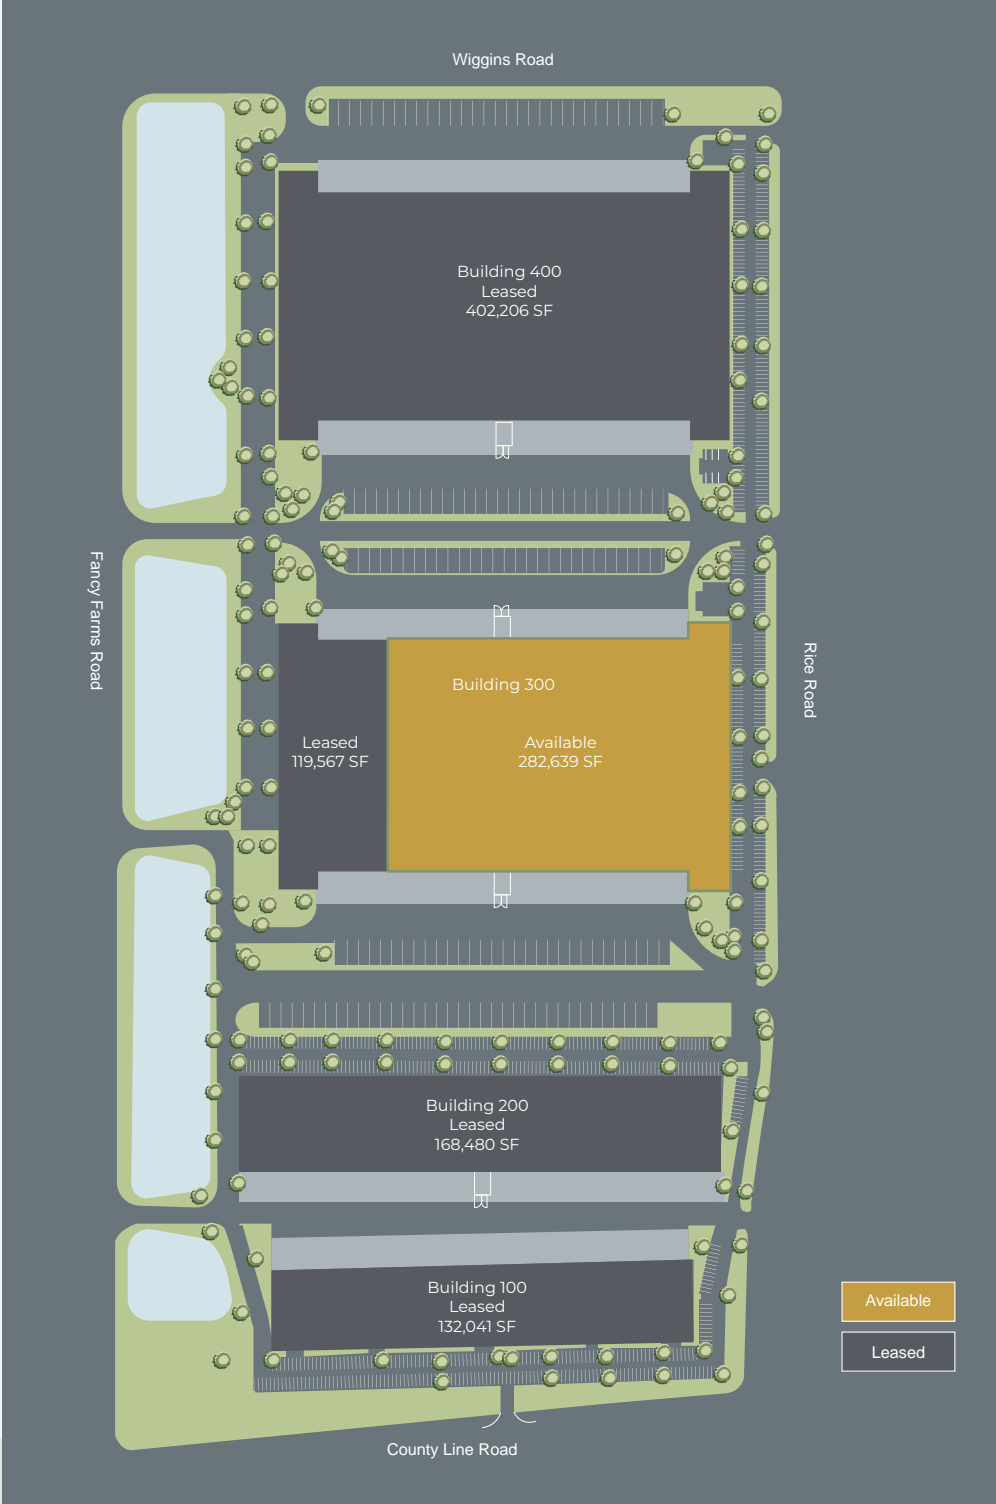 Wiggins Road
Building 400
Leased
402,206 SF
Fancy Farms Road
Rice Road
Building 300
Leased
119,567 SF
Available
282,639 SF
Building 200
Leased
168,480 SF
Building 100
Leased
132,041 SF
Available
Leased
County Line Road